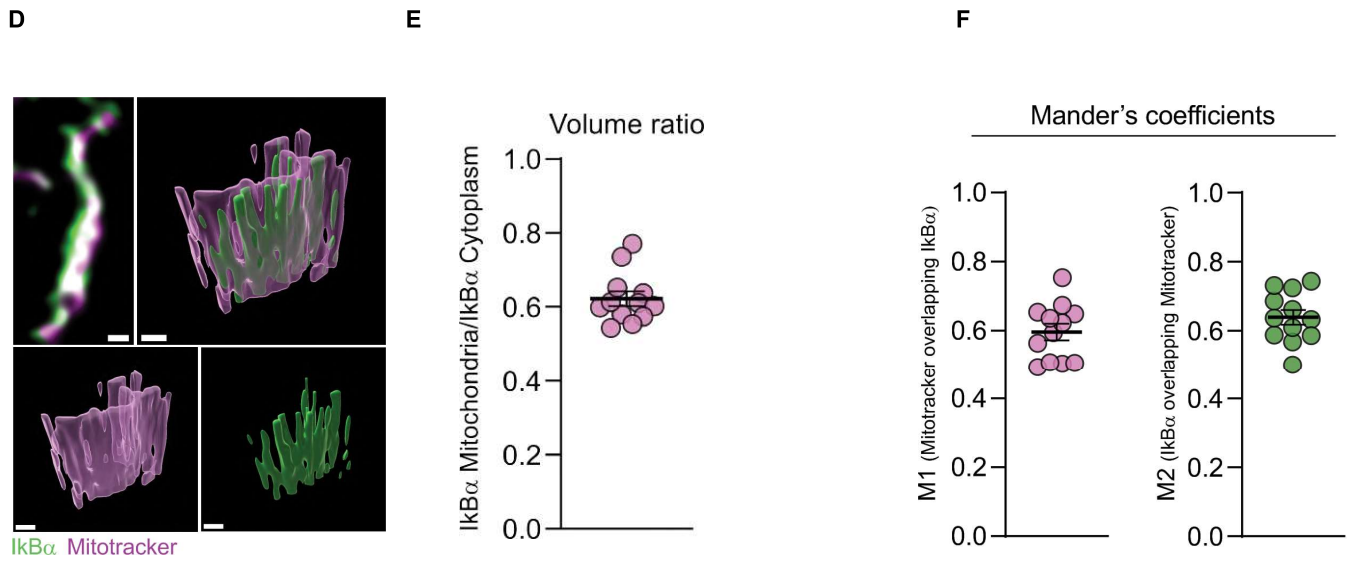 D
E
F
IkBα Mitotracker
Volume ratio
IkBα Mitochondria/IkBα Cytoplasm
1.0
0.8
0.6
0.4
0.2
0.0
Mander's coefficients
M1 (Mitotracker overlapping IkBα)
1.0
0.8
0.6
0.4
0.2
0.0
M2 (IkBα overlapping Mitotracker)
1.0
0.8
0.6
0.4
0.2
0.0